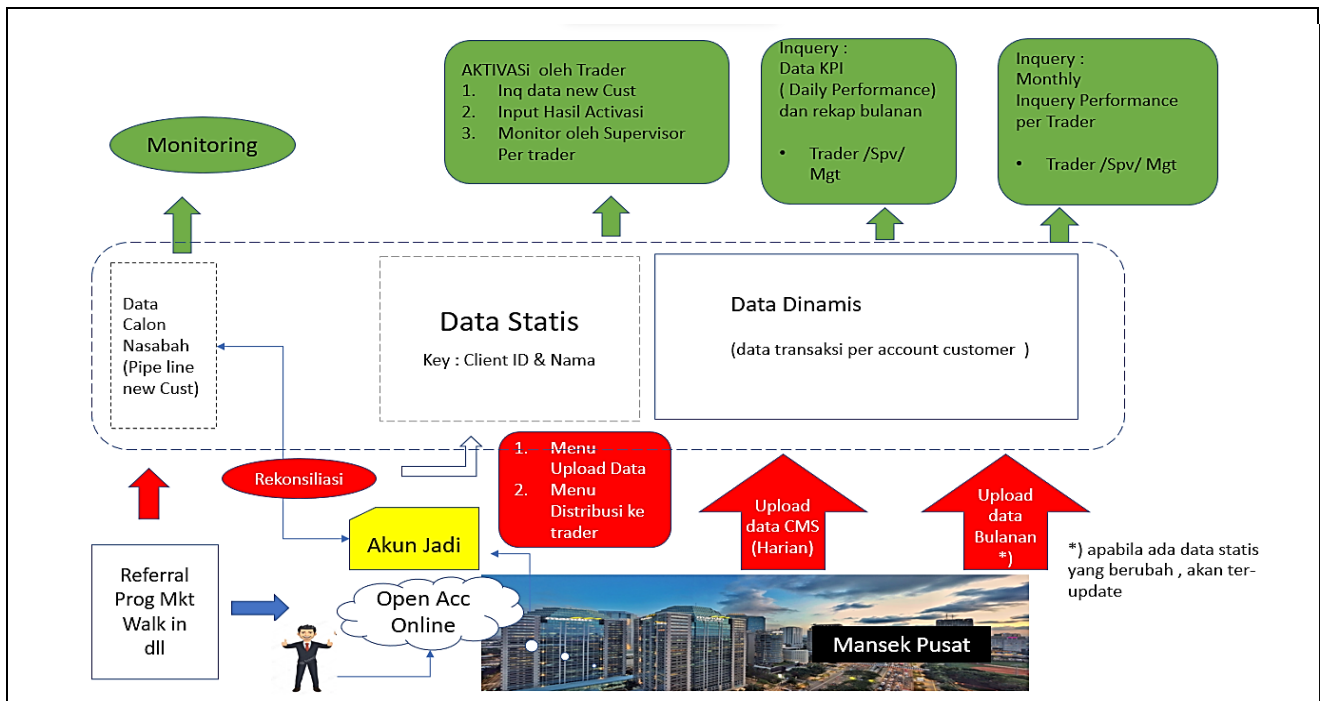 Monitoring
AKTIVASi oleh Trader
1. Inq data new Cust
2. Input Hasil Activasi
3. Monitor oleh Supervisor
Per trader
Inquery :
Data KPI
( Daily Performance)
dan rekap bulanan
• Trader /Spv/
Mgt
Inquery :
Monthly
Inquery Performance
per Trader
• Trader /Spv/ Mgt
Data
Calon
Nasabah
(Pipe line
new Cust)
Data Statis
Key : Client ID & Nama
Data Dinamis
(data transaksi per account customer )
Rekonsiliasi
1. Menu
Upload Data
2. Menu
Distribusi ke
trader
Upload
data CMS
(Harian)
Upload
data
Bulanan
*)
*) apabila ada data statis
yang berubah , akan ter-
update
Akun Jadi
Referral
Prog Mkt
Walk in
dll
Open Acc
Online
Mansek Pusat